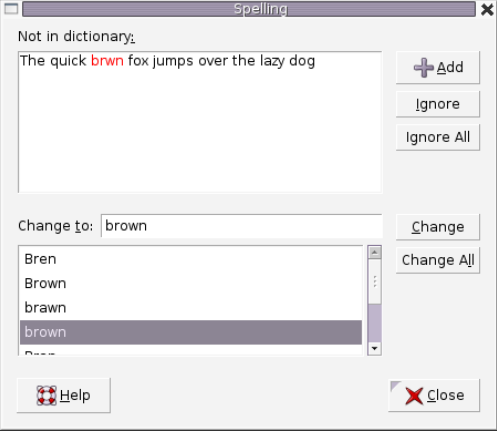 Spelling
Not in dictionary:
The quick brwn fox jumps over the lazy dog
Add
Ignore
Ignore All
Change to: brown
Change
Change All
Bren
Brown
brawn
brown
Help
Close